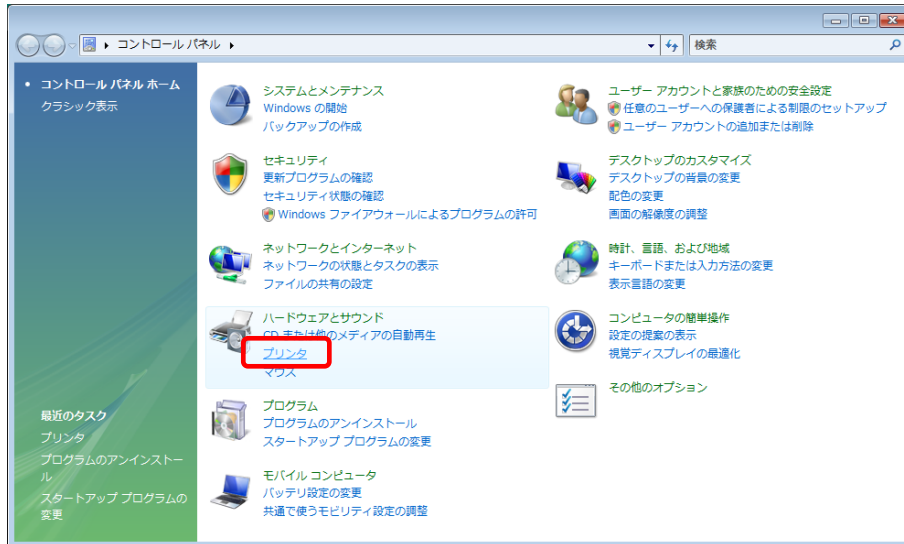 コントロール パネル
検索
コントロール パネル ホーム
クラシック表示
システムとメンテナンス
Windows の開始
バックアップの作成
セキュリティ
更新プログラムの確認
セキュリティ状態の確認
Windows ファイアウォールによるプログラムの許可
ネットワークとインターネット
ネットワークの状態とタスクの表示
ファイルの共有の設定
ハードウェアとサウンド
CD または他のメディアの自動再生
プリンタ
マウス
プログラム
プログラムのアンインストール
スタートアップ プログラムの変更
モバイル コンピュータ
バッテリ設定の変更
共通で使うモビリティ設定の調整
ユーザー アカウントと家族のための安全設定
任意のユーザーへの保護者による制限のセットアップ
ユーザー アカウントの追加または削除
デスクトップのカスタマイズ
デスクトップの背景の変更
配色の変更
画面の解像度の調整
時計、言語、および地域
キーボードまたは入力方法の変更
表示言語の変更
コンピュータの簡単操作
設定の提案の表示
視覚ディスプレイの最適化
その他のオプション
最近のタスク
プリンタ
プログラムのアンインストー
ル
スタートアップ プログラムの
変更